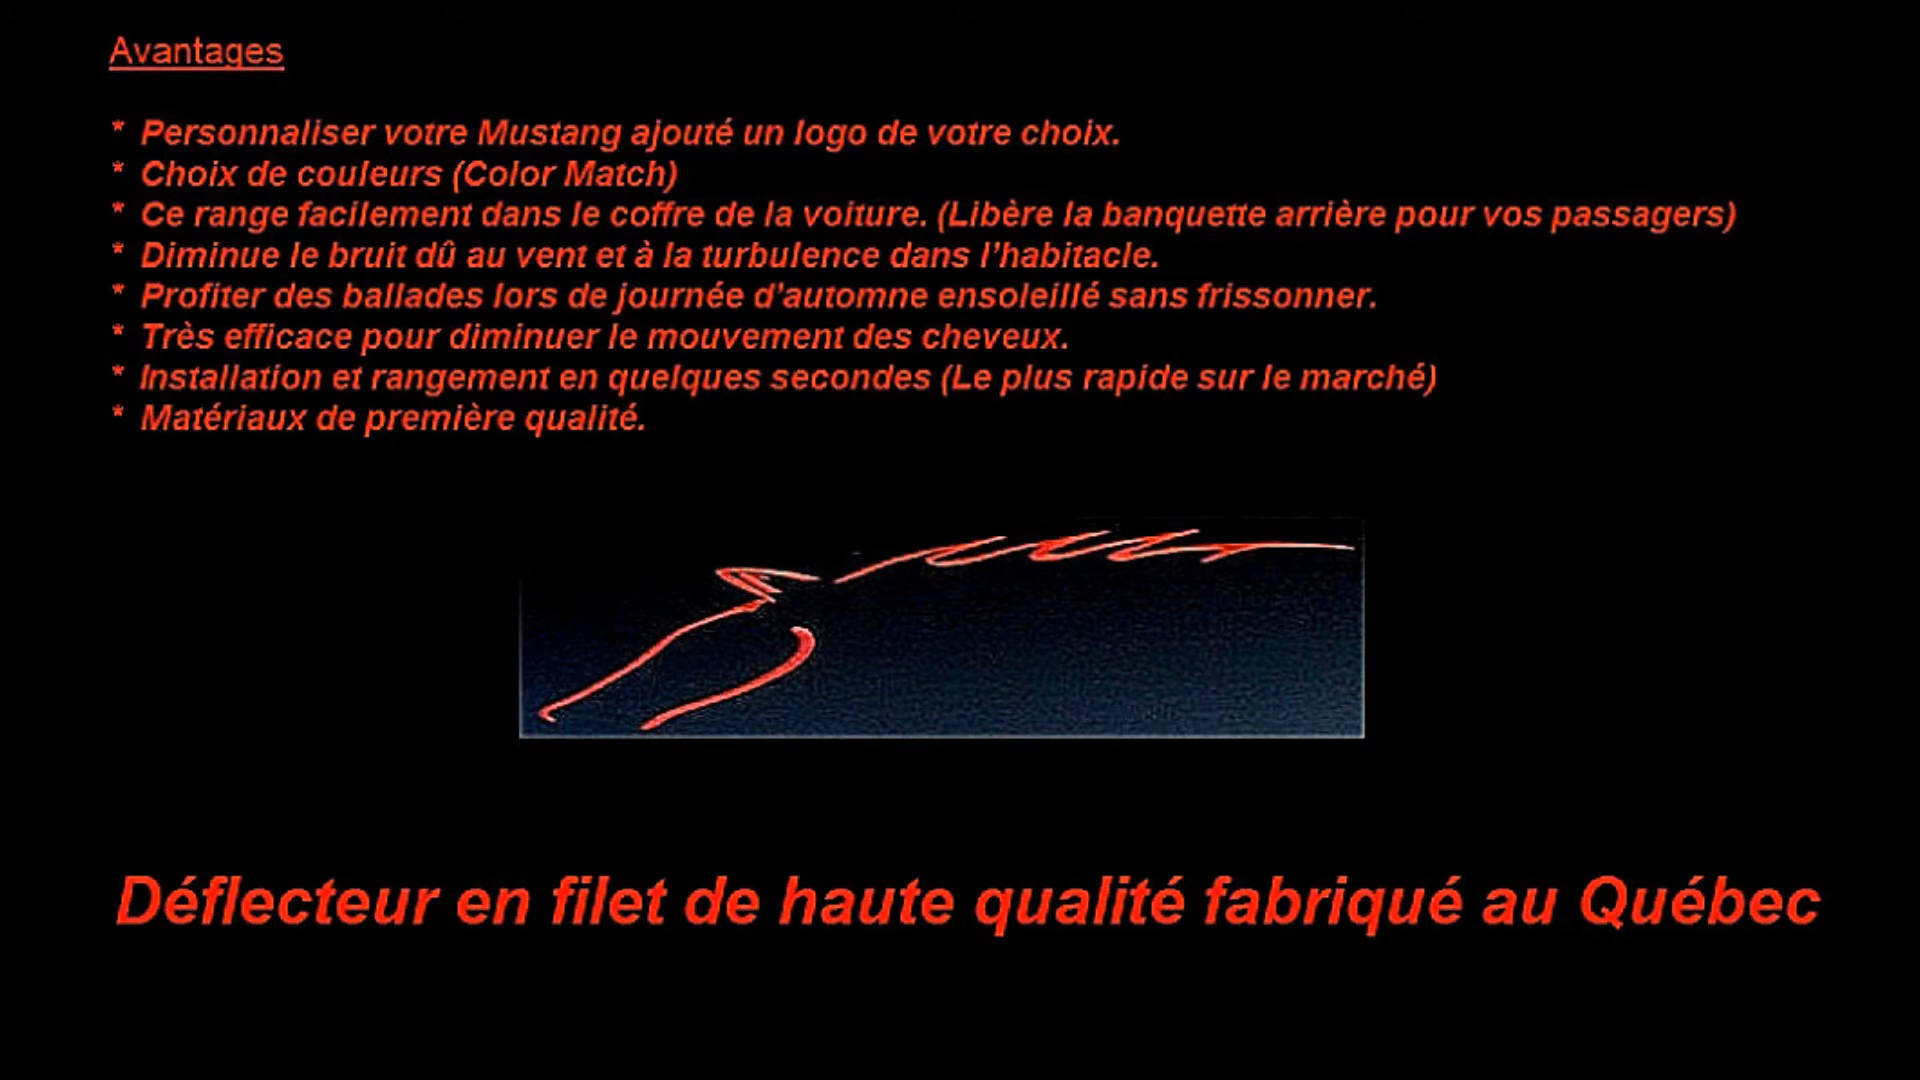 Avantages
* Personnaliser votre Mustang ajouté un logo de votre choix.
* Choix de couleurs (Color Match)
* Ce range facilement dans le coffre de la voiture. (Libère la banquette arrière pour vos passagers)
* Diminue le bruit dû au vent et à la turbulence dans l'habitacle.
* Profiter des ballades lors de journée d'automne ensoleillé sans frissonner.
* Très efficace pour diminuer le mouvement des cheveux.
* Installation et rangement en quelques secondes (Le plus rapide sur le marché)
* Matériaux de première qualité.
Déflecteur en filet de haute qualité fabriqué au Québec